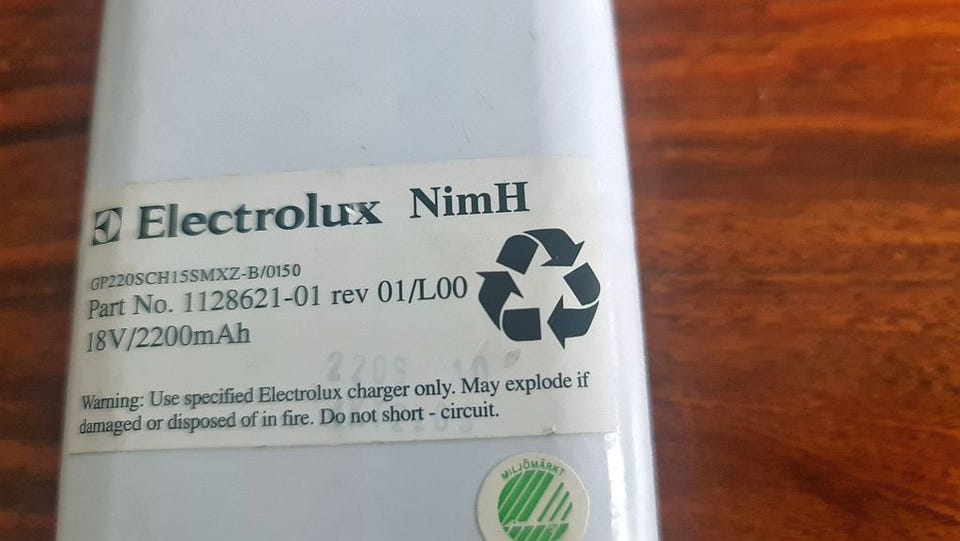 Electrolux NimH
GP220SCH15SMXZ-B/0150
Part No. 1128621-01 rev 01/L00
18V/2200mAh
Warning: Use specified Electrolux charger only. May explode if
damaged or disposed of in fire. Do not short - circuit.
MILJÖMÄRKT